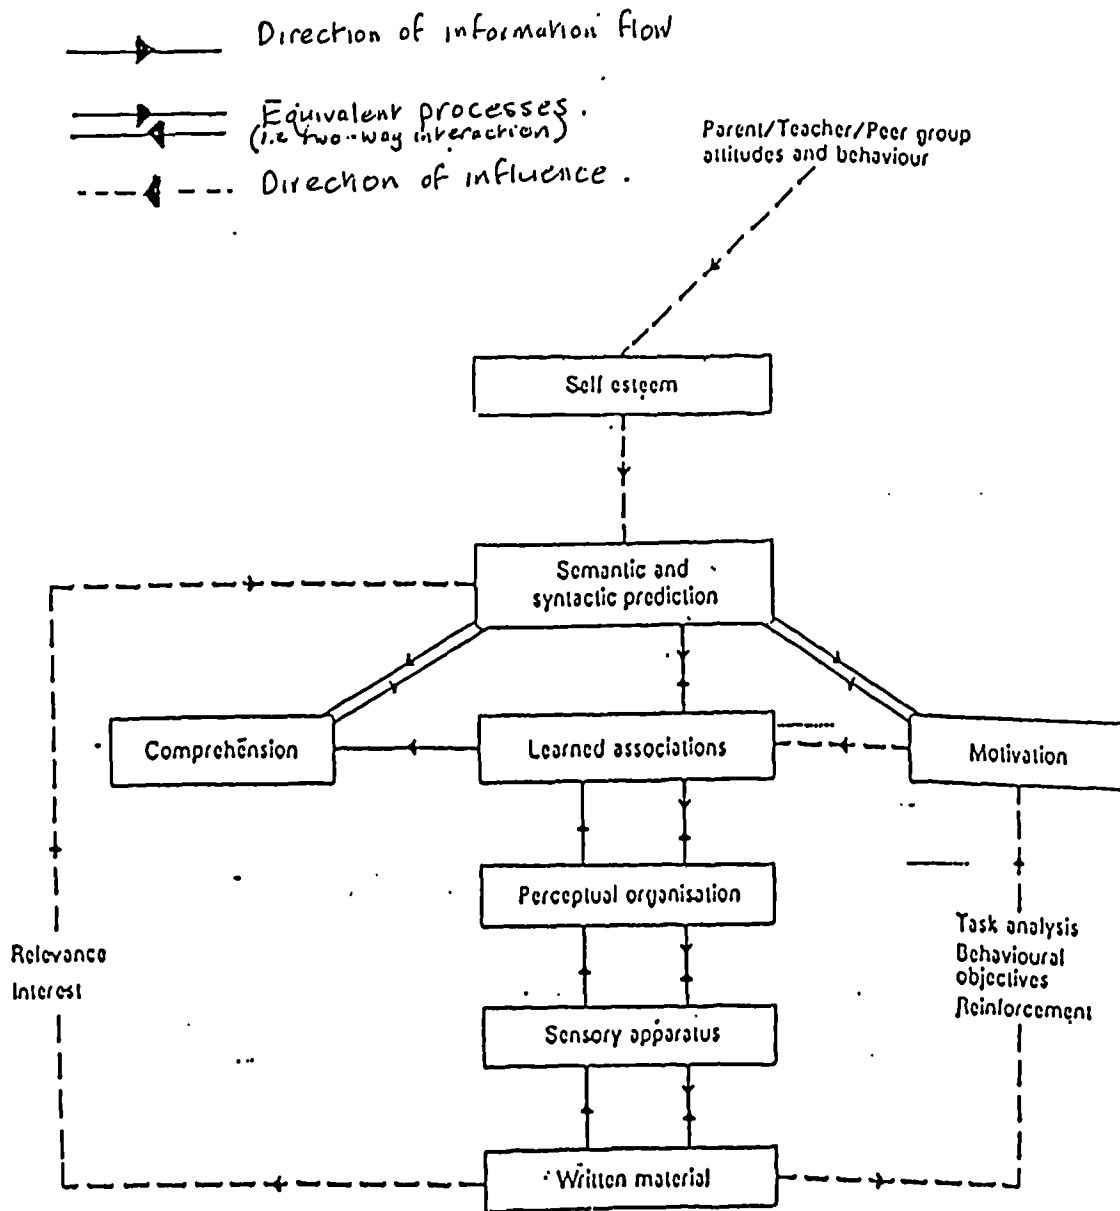 Direction of information flow
Equivalent processes.
(i.e two-way interaction)
Direction of influence.
Parent/Teacher/Peer group
attitudes and behaviour
Self esteem
Semantic and
syntactic prediction
Comprehension
Learned associations
Motivation
Perceptual organisation
Relevance
Interest
Task analysis
Behavioural
objectives
Reinforcement
Sensory apparatus
Written material